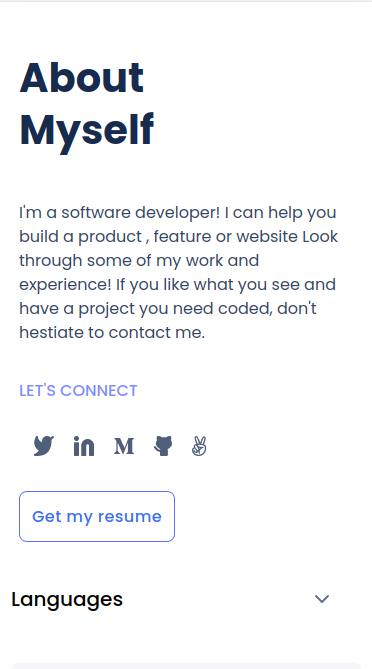 About
Myself
I'm a software developer! I can help you
build a product , feature or website Look
through some of my work and
experience! If you like what you see and
have a project you need coded, don't
hestiate to contact me.
LET'S CONNECT
Get my resume
Languages